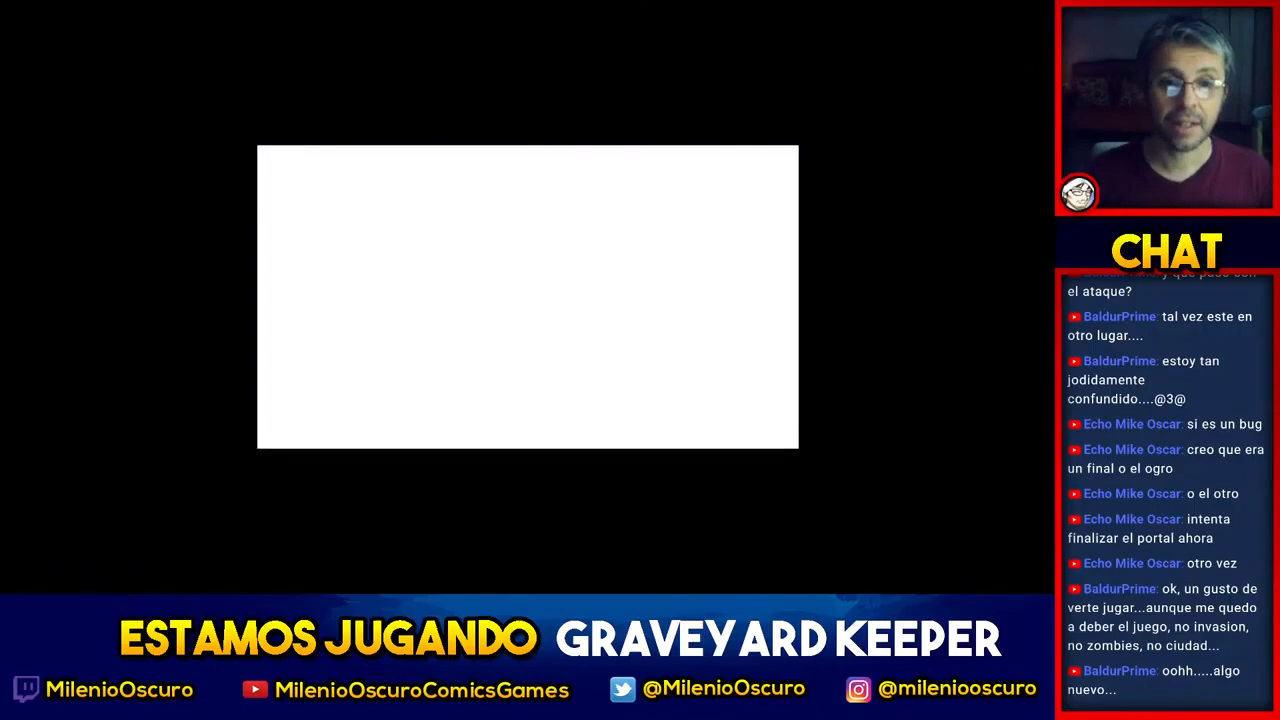 CHAT
el ataque?
BaldurPrime: tal vez este en
otro lugar....
BaldurPrime: estoy tan
jodidamente
confundido....@3@
Echo Mike Oscar: si es un bug
Echo Mike Oscar: creo que era
un final o el ogro
Echo Mike Oscar: o el otro
Echo Mike Oscar: intenta
finalizar el portal ahora
Echo Mike Oscar: otro vez
BaldurPrime: ok, un gusto de
verte jugar...aunque me quedo
a deber el juego, no invasion,
no zombies, no ciudad...
BaldurPrime: oohh.....algo
nuevo...
ESTAMOS JUGANDO GRAVEYARD KEEPER
MilenioOscuro MilenioOscuroComicsGames @MilenioOscuro @mileniooscuro